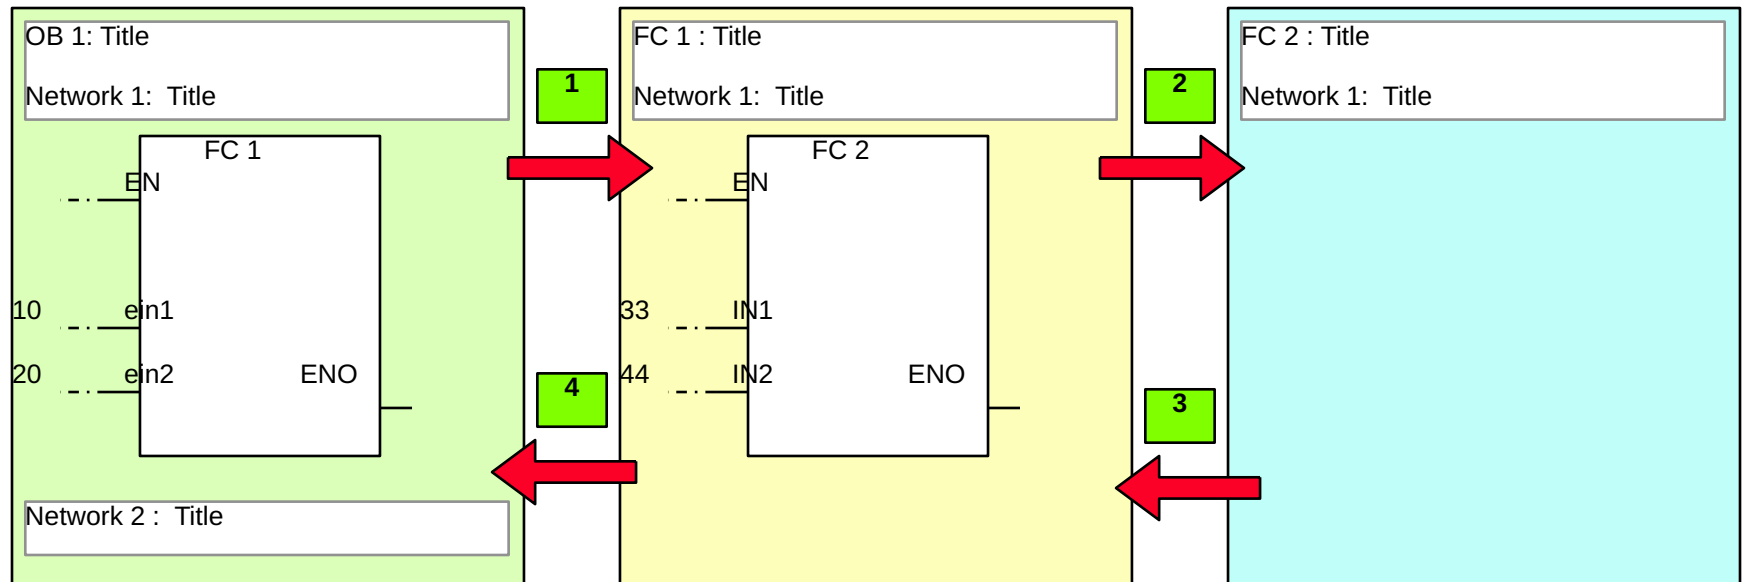 OB 1: Title
Network 1:  Title
FC 1
EN
10
ein1
20
ein2
ENO
Network 2 :  Title
1
4
FC 1 : Title
Network 1:  Title
FC 2
EN
33
IN1
44
IN2
ENO
2
3
FC 2 : Title
Network 1:  Title